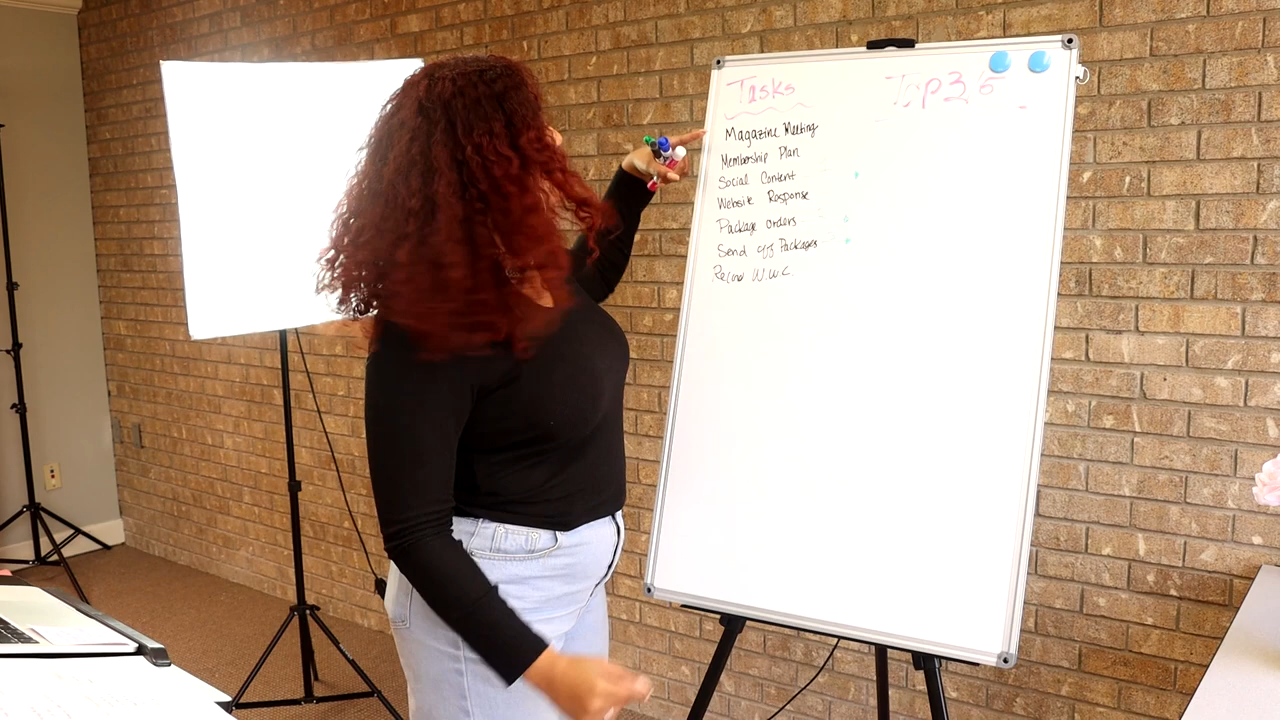 Tasks
Top 3's
Magazine Meeting
Membership Plan
Social Content
Website Response
Package orders
Send off Packages
Record W.W.C.